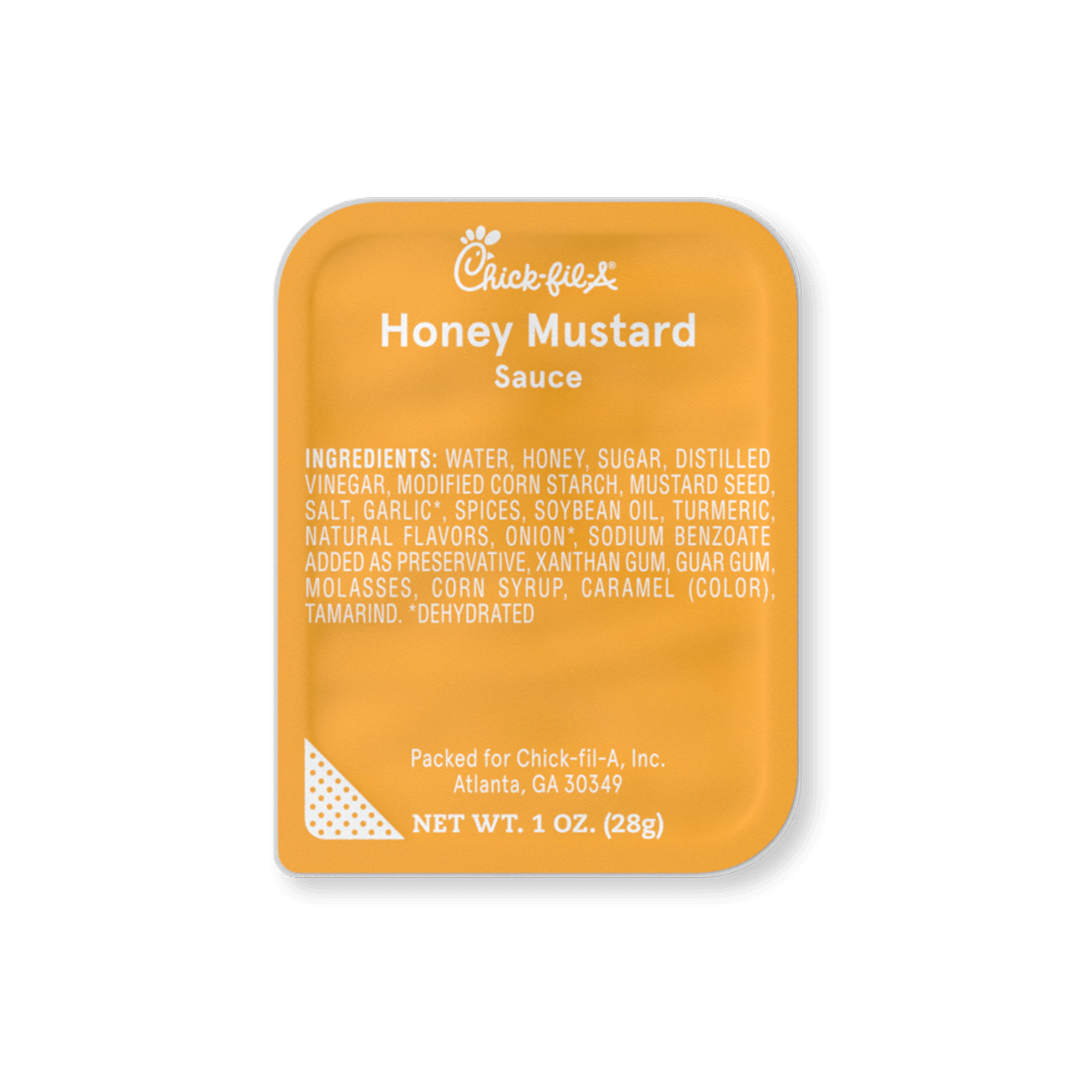 Chick-fil-A®
Honey Mustard
Sauce
INGREDIENTS: WATER, HONEY, SUGAR, DISTILLED
VINEGAR, MODIFIED CORN STARCH, MUSTARD SEED,
SALT, GARLIC*, SPICES, SOYBEAN OIL, TURMERIC,
NATURAL FLAVORS, ONION*, SODIUM BENZOATE
ADDED AS PRESERVATIVE, XANTHAN GUM, GUAR GUM,
MOLASSES, CORN SYRUP, CARAMEL (COLOR),
TAMARIND. *DEHYDRATED
Packed for Chick-fil-A, Inc.
Atlanta, GA 30349
NET WT. 1 OZ. (28g)